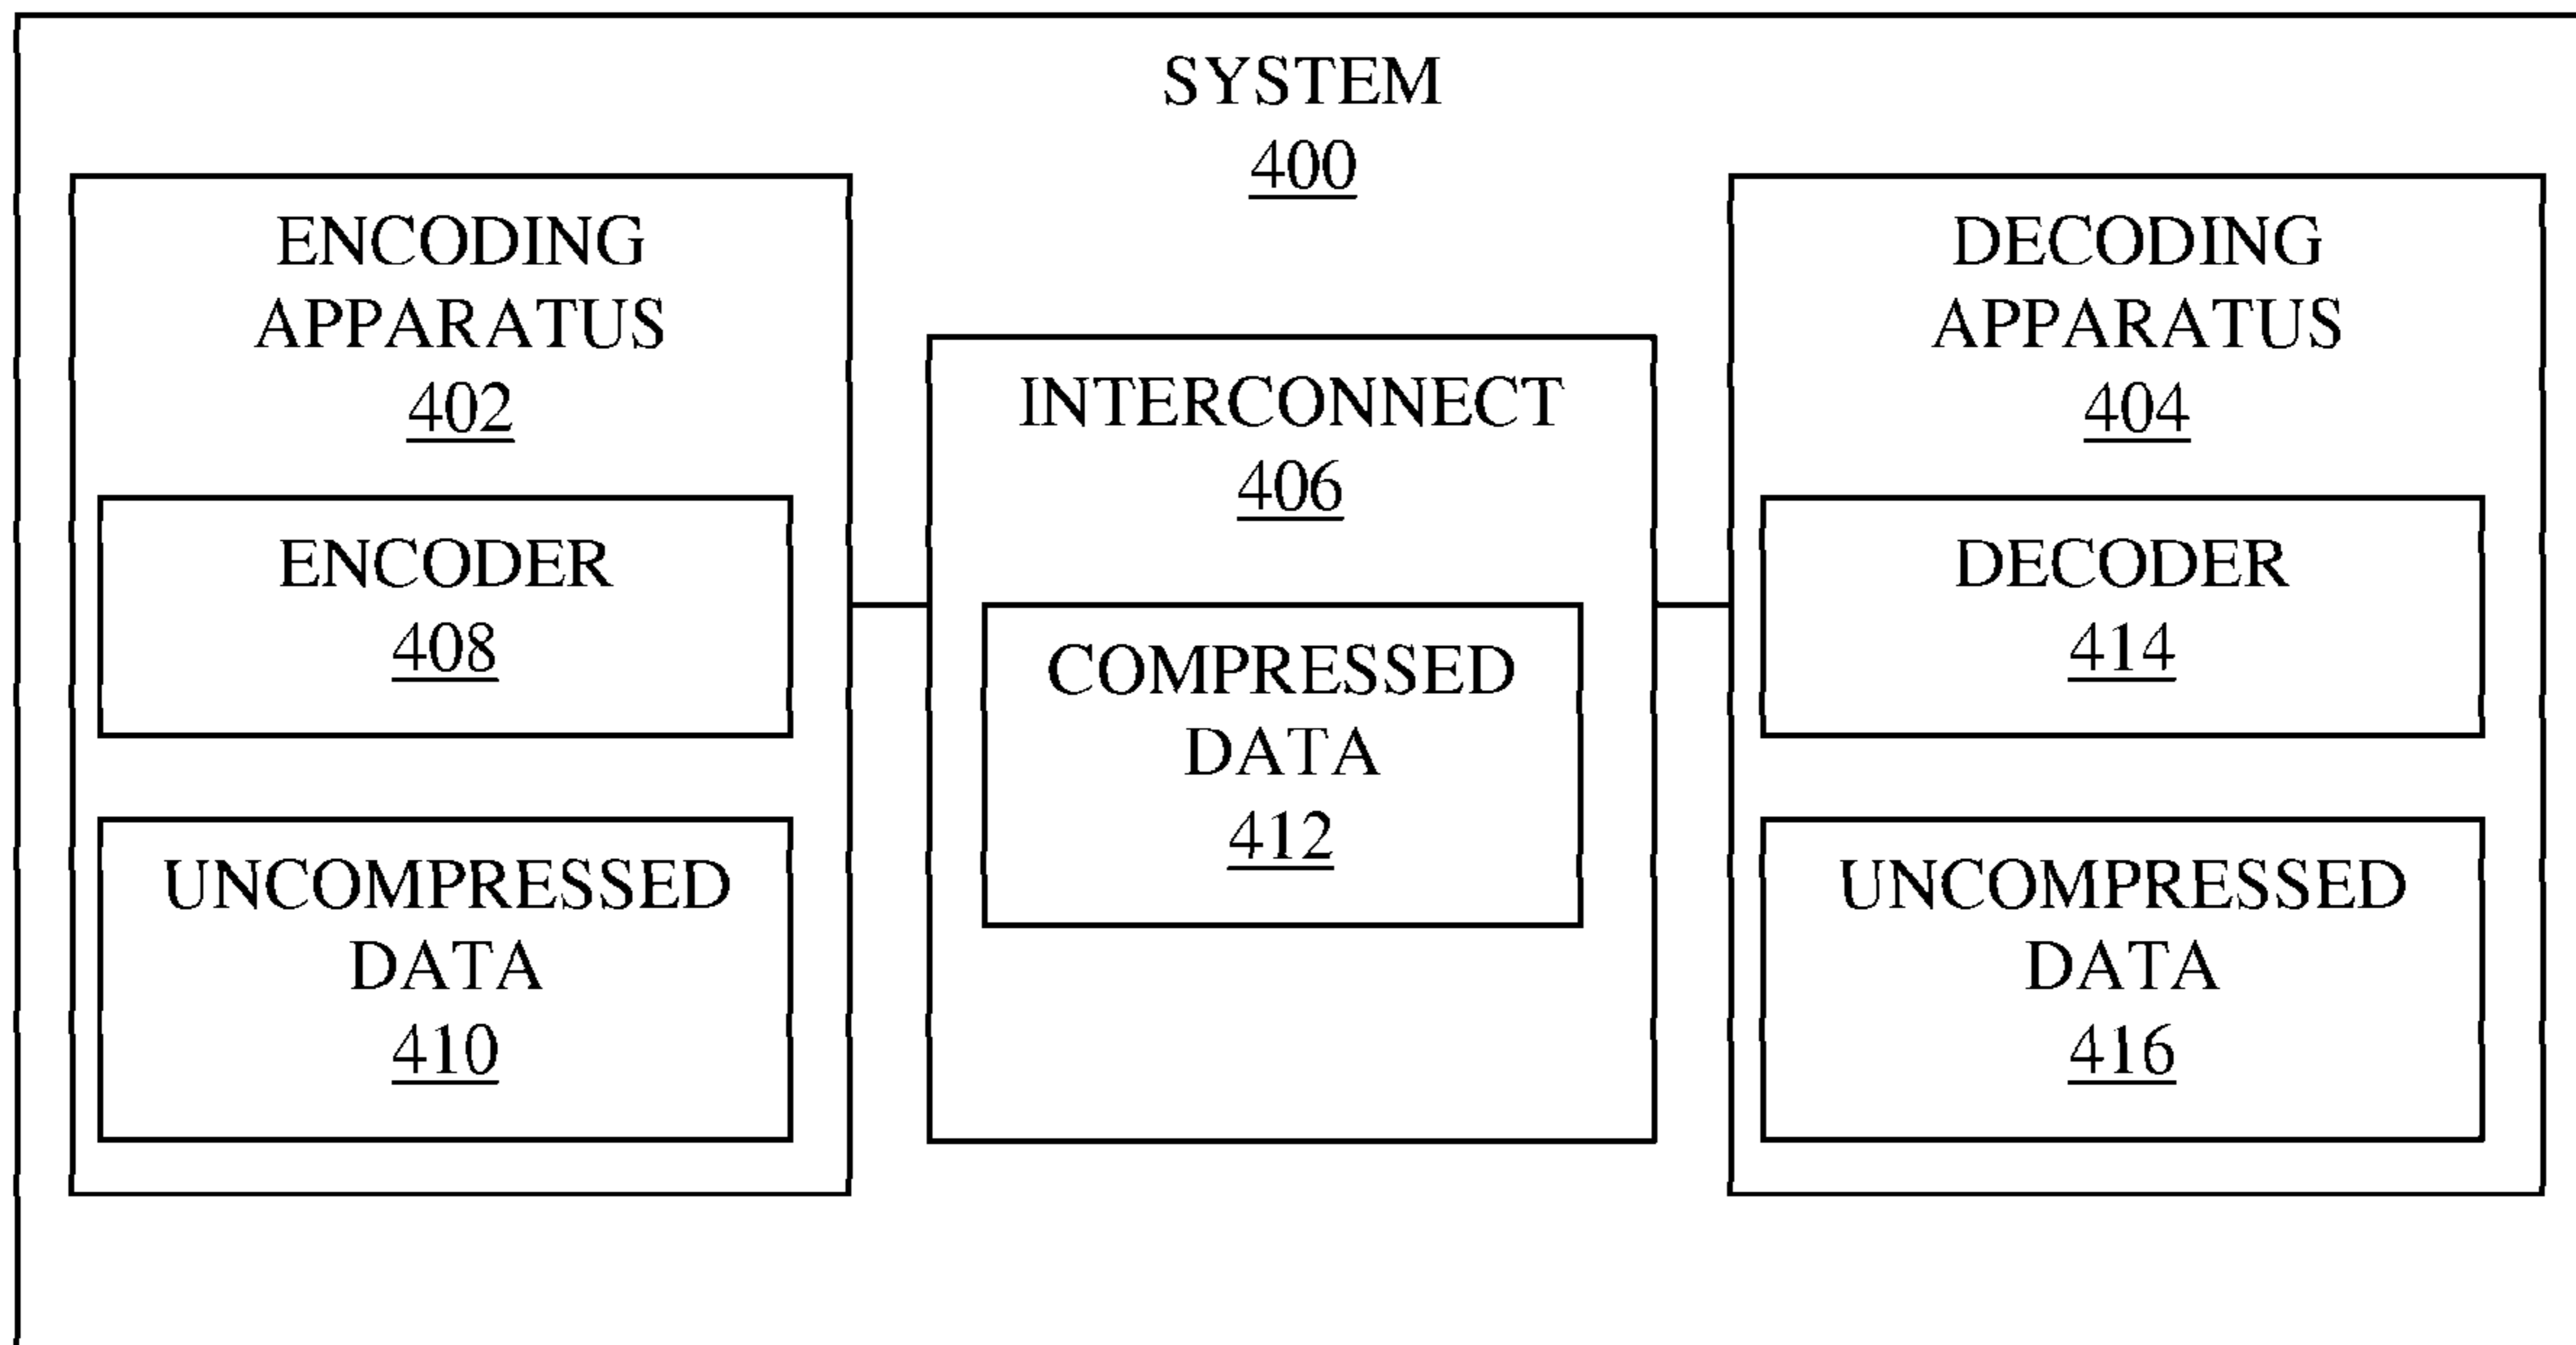 SYSTEM
400
ENCODING
APPARATUS
402
ENCODER
408
UNCOMPRESSED
DATA
410
INTERCONNECT
406
COMPRESSED
DATA
412
DECODING
APPARATUS
404
DECODER
414
UNCOMPRESSED
DATA
416